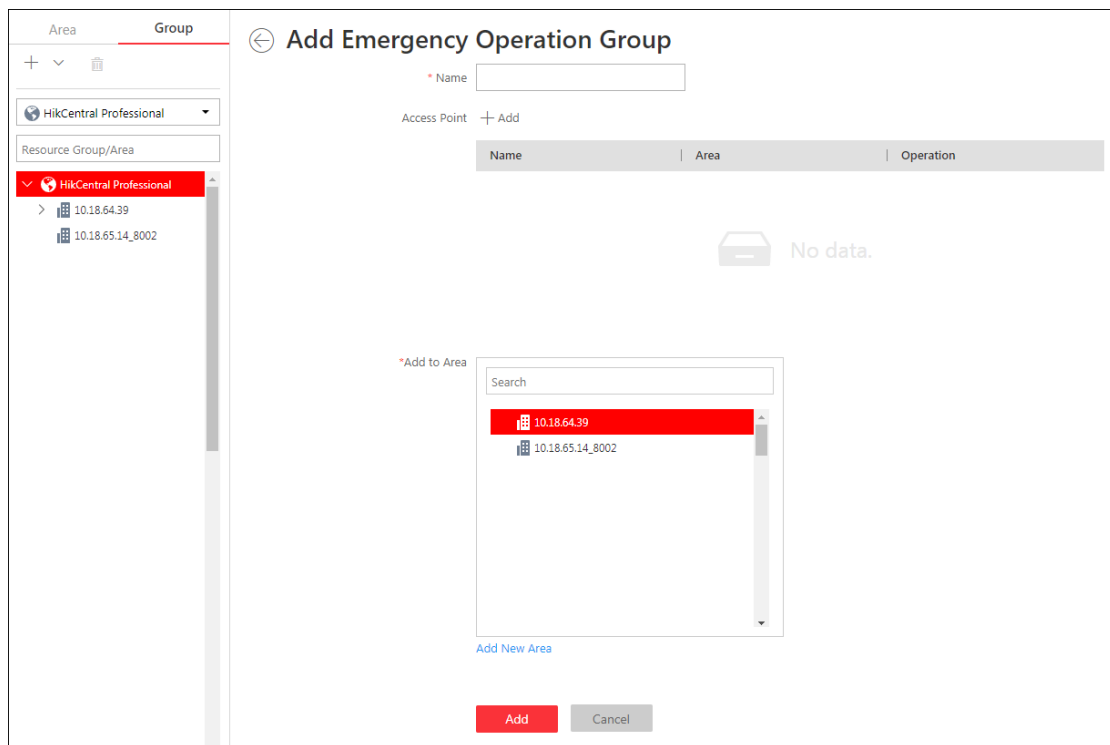 Area
Group
HikCentral Professional
Resource Group/Area
HikCentral Professional
10.18.64.39
10.18.65.14_8002
Add Emergency Operation Group
* Name
Access Point + Add
Name | Area | Operation
No data.
*Add to Area
Search
10.18.64.39
10.18.65.14_8002
Add New Area
Add
Cancel